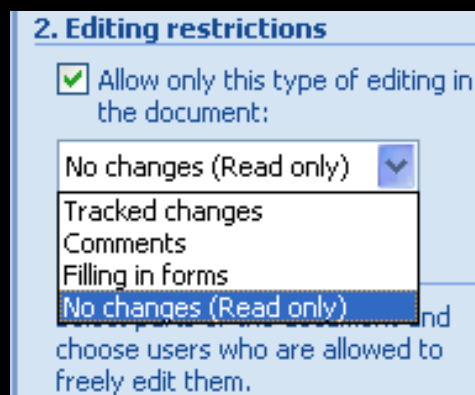 2. Editing restrictions
Allow only this type of editing in
the document:
No changes (Read only)
Tracked changes
Comments
Filling in forms
No changes (Read only)
choose users who are allowed to
freely edit them.